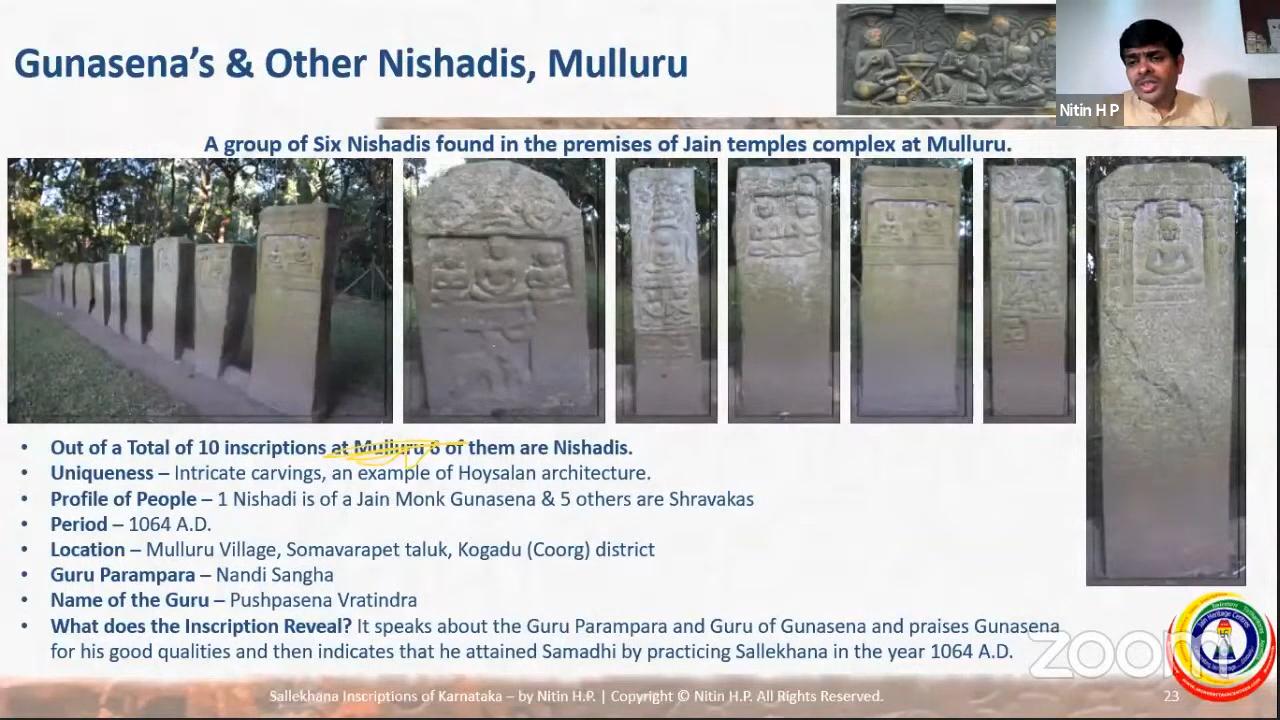 Gunasena's & Other Nishadis, Mulluru
Nitin H P
A group of Six Nishadis found in the premises of Jain temples complex at Mulluru.
• Out of a Total of 10 inscriptions at Mulluru 6 of them are Nishadis.
• Uniqueness – Intricate carvings, an example of Hoysalan architecture.
• Profile of People – 1 Nishadi is of a Jain Monk Gunasena & 5 others are Shravakas
• Period – 1064 A.D.
• Location – Mulluru Village, Somavarapet taluk, Kogadu (Coorg) district
• Guru Parampara – Nandi Sangha
• Name of the Guru – Pushpasena Vratindra
• What does the Inscription Reveal? It speaks about the Guru Parampara and Guru of Gunasena and praises Gunasena
for his good qualities and then indicates that he attained Samadhi by practicing Sallekhana in the year 1064 A.D.
zoom
Sallekhana Inscriptions of Karnataka – by Nitin H.P. | Copyright © Nitin H.P. All Rights Reserved.
23